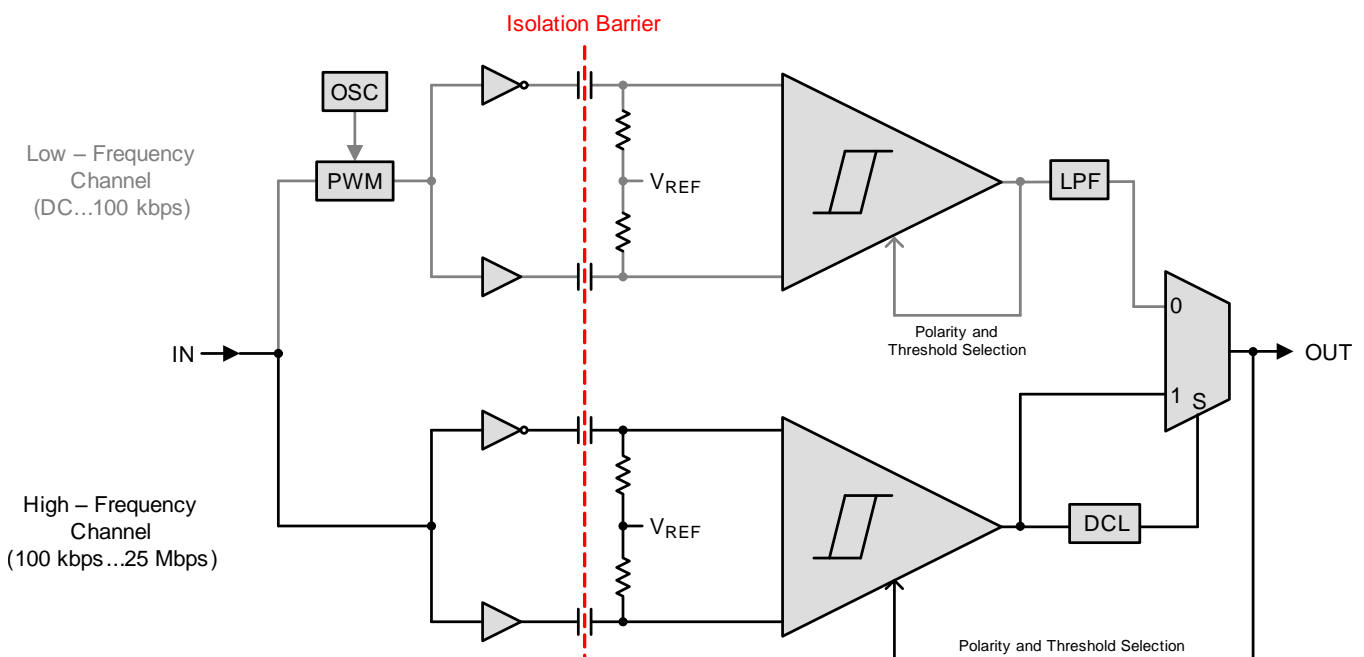 Isolation Barrier
OSC
Low – Frequency
Channel
(DC...100 kbps)
PWM
VREF
LPF
0
Polarity and
Threshold Selection
IN
OUT
1
S
High – Frequency
Channel
(100 kbps...25 Mbps)
VREF
DCL
Polarity and Threshold Selection